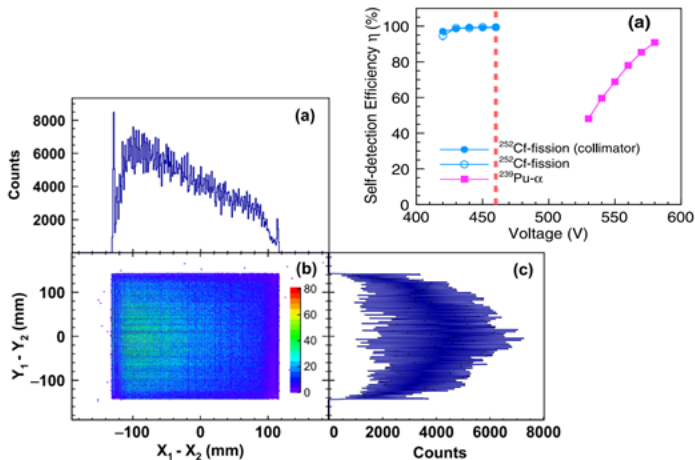 (a)
Counts
8000
6000
4000
2000
(a)
Self-detection Efficiency η (%)
100
80
60
40
20
0
²⁵²Cf-fission (collimator)
²⁵²Cf-fission
²³⁹Pu-α
400 450 500 550 600
Voltage (V)
(b)
Y₁ - Y₂ (mm)
100
0
−100
80
60
40
20
0
−100 0 100
X₁ - X₂ (mm)
(c)
0 2000 4000 6000 8000
Counts